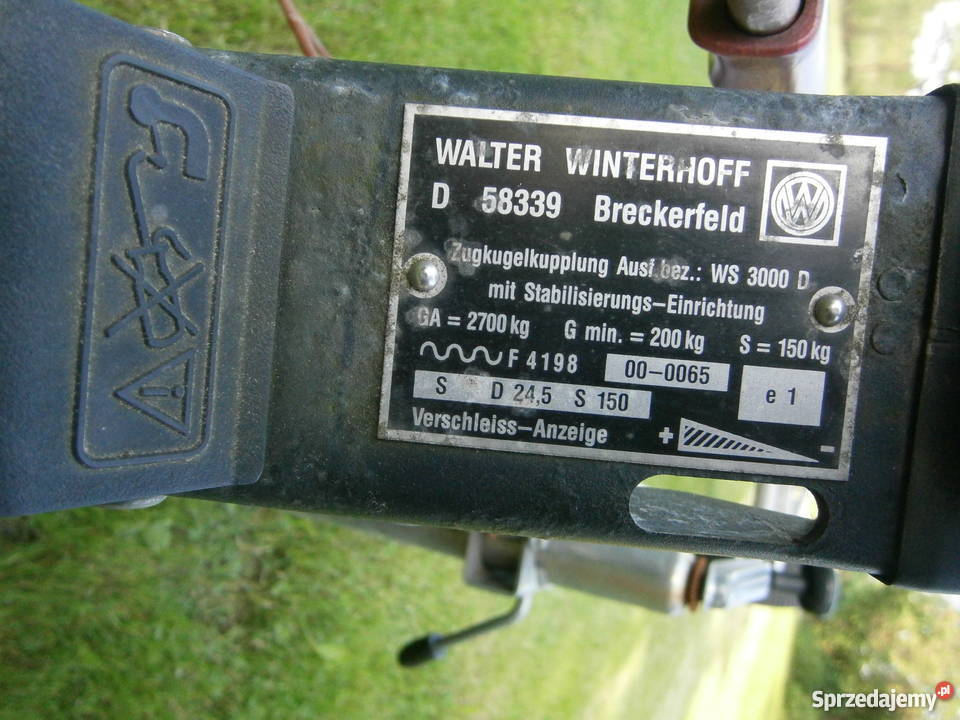 WALTER WINTERHOFF
D 58339 Breckerfeld
Zugkugelkupplung Ausf.bez.: WS 3000 D
mit Stabilisierungs-Einrichtung
GA = 2700 kg G min. = 200 kg S = 150 kg
F 4198 00-0065 e 1
S D 24,5 S 150
Verschleiss-Anzeige + -
Sprzedajemy.pl